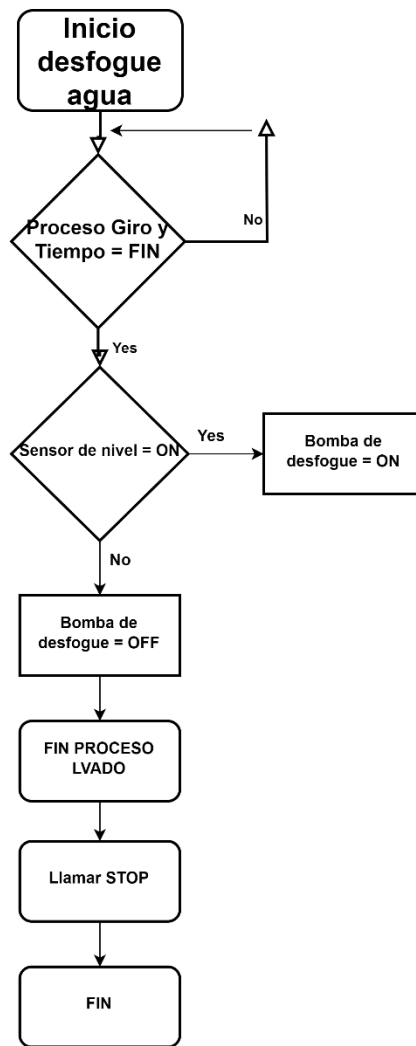 Inicio
desfogue
agua
Proceso Giro y
Tiempo = FIN
No
Yes
Sensor de nivel = ON
Yes
Bomba de
desfogue = ON
No
Bomba de
desfogue = OFF
FIN PROCESO
LVADO
Llamar STOP
FIN